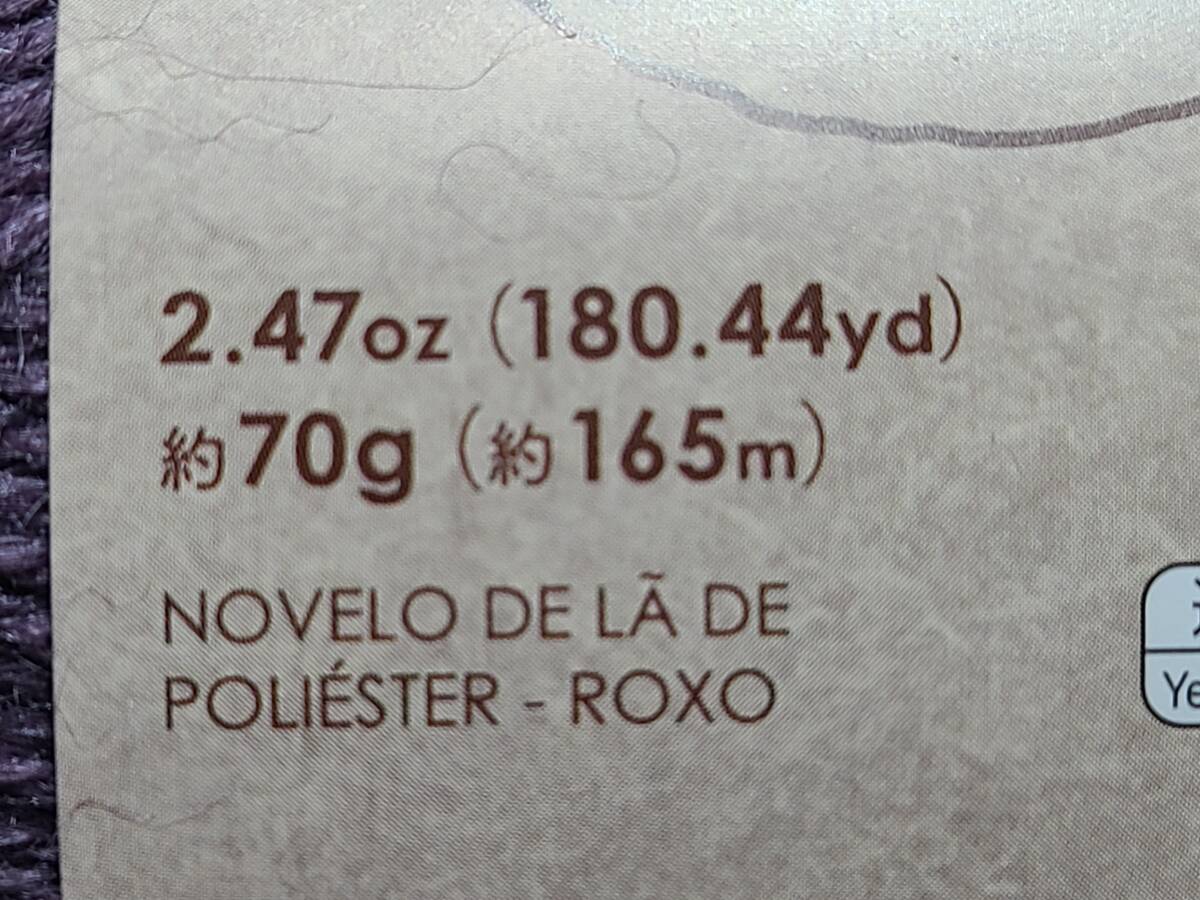 2.47oz (180.44yd)
約70g (約165m)
NOVELO DE LÃ DE
POLIÉSTER - ROXO